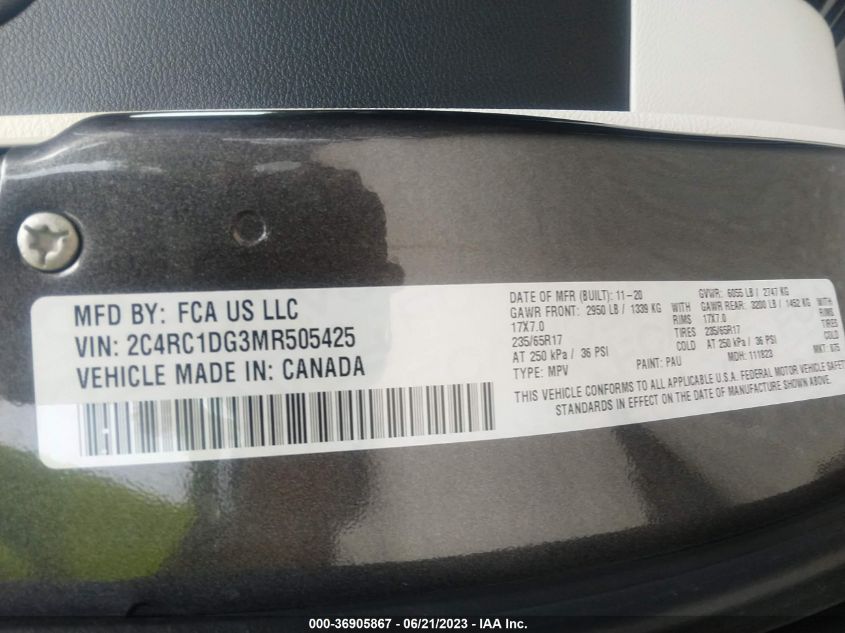 MFD BY: FCA US LLC
VIN: 2C4RC1DG3MR505425
VEHICLE MADE IN: CANADA
DATE OF MFR (BUILT): 11-20 GVWR: 6055 LB / 2747 KG
GAWR FRONT: 2950 LB / 1339 KG WITH GAWR REAR: 3200 LB / 1452 KG WITH
17X7.0 RIMS 17X7.0 RIMS
235/65R17 TIRES 235/65R17 TIRES
AT 250 kPa / 36 PSI COLD AT 250 kPa / 36 PSI COLD
TYPE: MPV PAINT: PAU MDH: 111823 MKT: 675
THIS VEHICLE CONFORMS TO ALL APPLICABLE U.S.A. FEDERAL MOTOR VEHICLE SAFETY
STANDARDS IN EFFECT ON THE DATE OF MANUFACTURE SHOWN ABOVE.
000-36905867 / 06/21/2023 / IAA Inc.